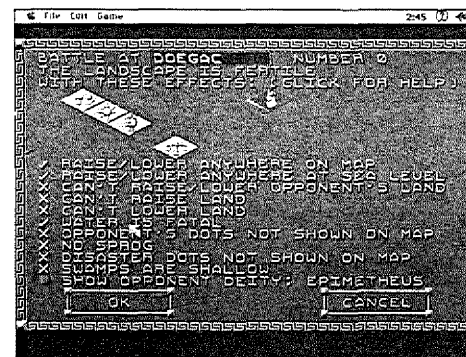 File Edit Game 2:45
BATTLE AT DOEGAC NUMBER 0
THE LANDSCAPE IS FERTILE
WITH THESE EFFECTS: (CLICK FOR HELP)
RAISE/LOWER ANYWHERE ON MAP
RAISE/LOWER ANYWHERE AT SEA LEVEL
X CAN'T RAISE/LOWER OPPONENT'S LAND
X CAN'T RAISE LAND
X CAN'T LOWER LAND
WATER IS FATAL
X OPPONENT'S DOTS NOT SHOWN ON MAP
X NO SPROG
X DISASTER DOTS NOT SHOWN ON MAP
X SWAMPS ARE SHALLOW
SHOW OPPONENT DEITY: EPIMETHEUS
OK CANCEL